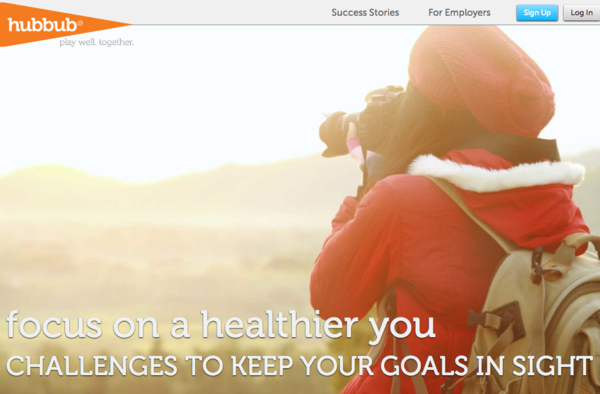 hubbub®
play well. together.
Success Stories
For Employers
Sign Up
Log In
focus on a healthier you
CHALLENGES TO KEEP YOUR GOALS IN SIGHT